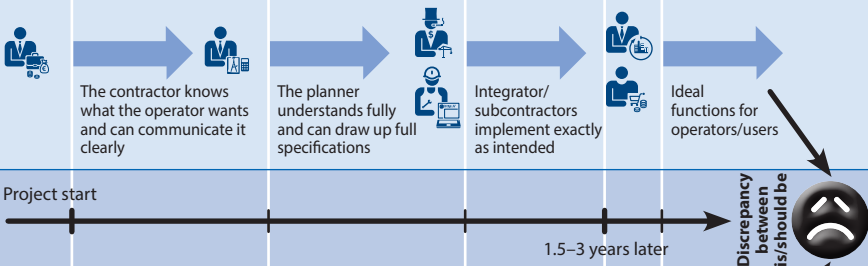 The contractor knows
what the operator wants
and can communicate it
clearly
The planner
understands fully
and can draw up full
specifications
Integrator/
subcontractors
implement exactly
as intended
Ideal
functions for
operators/users
Project start
1.5–3 years later
Discrepancy
between
is/should be